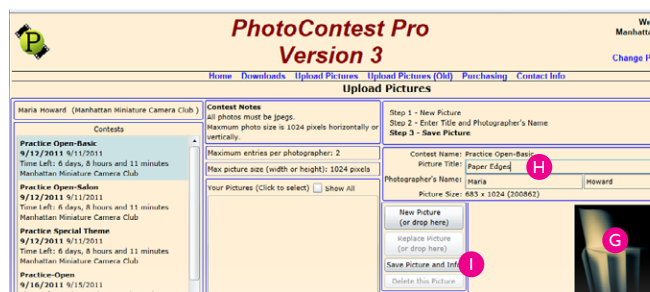 PhotoContest Pro
Version 3
We
Manhatta
Change P
Home Downloads Upload Pictures Upload Pictures (Old) Purchasing Contact Info
Upload Pictures
Maria Howard (Manhattan Miniature Camera Club )
Contests
Practice Open-Basic
9/12/2011 9/11/2011
Time Left: 6 days, 8 hours and 11 minutes
Manhattan Miniature Camera Club
Practice Open-Salon
9/12/2011 9/11/2011
Time Left: 6 days, 8 hours and 11 minutes
Manhattan Miniature Camera Club
Practice Special Theme
9/12/2011 9/11/2011
Time Left: 6 days, 8 hours and 11 minutes
Manhattan Miniature Camera Club
Practice-Open
9/16/2011 9/15/2011
Contest Notes
All photos must be jpegs.
Maxmum photo size is 1024 pixels horizontally or
vertically.
Maximum entries per photographer: 2
Max picture size (width or height): 1024 pixels
Your Pictures (Click to select) Show All
Step 1 - New Picture
Step 2 - Enter Title and Photographer's Name
Step 3 - Save Picture
Contest Name: Practice Open-Basic
Picture Title: Paper Edges H
Photographer's Name: Maria Howard
Picture Size: 683 x 1024 (200862)
New Picture
(or drop here)
Replace Picture
(or drop here)
Save Picture and Info
I
Delete this Picture
G
P